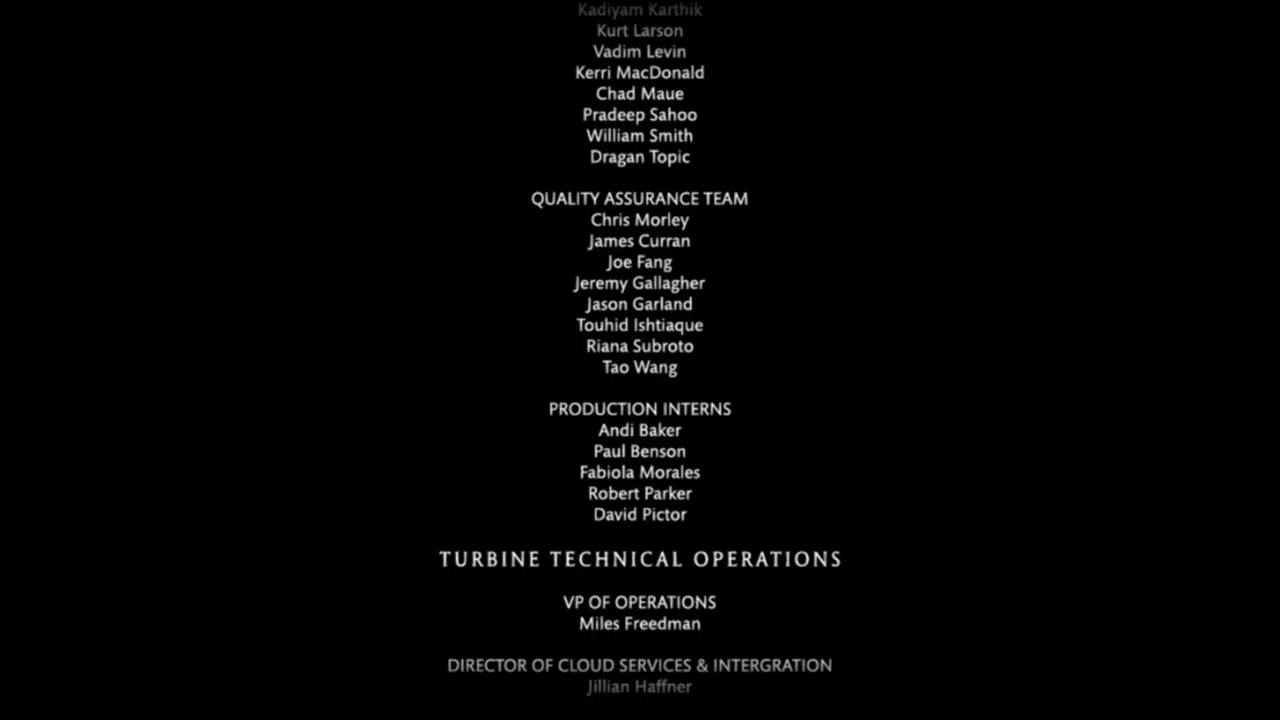 Kadiyam Karthik
Kurt Larson
Vadim Levin
Kerri MacDonald
Chad Maue
Pradeep Sahoo
William Smith
Dragan Topic
QUALITY ASSURANCE TEAM
Chris Morley
James Curran
Joe Fang
Jeremy Gallagher
Jason Garland
Touhid Ishtiaque
Riana Subroto
Tao Wang
PRODUCTION INTERNS
Andi Baker
Paul Benson
Fabiola Morales
Robert Parker
David Pictor
TURBINE TECHNICAL OPERATIONS
VP OF OPERATIONS
Miles Freedman
DIRECTOR OF CLOUD SERVICES & INTERGRATION
Jillian Haffner